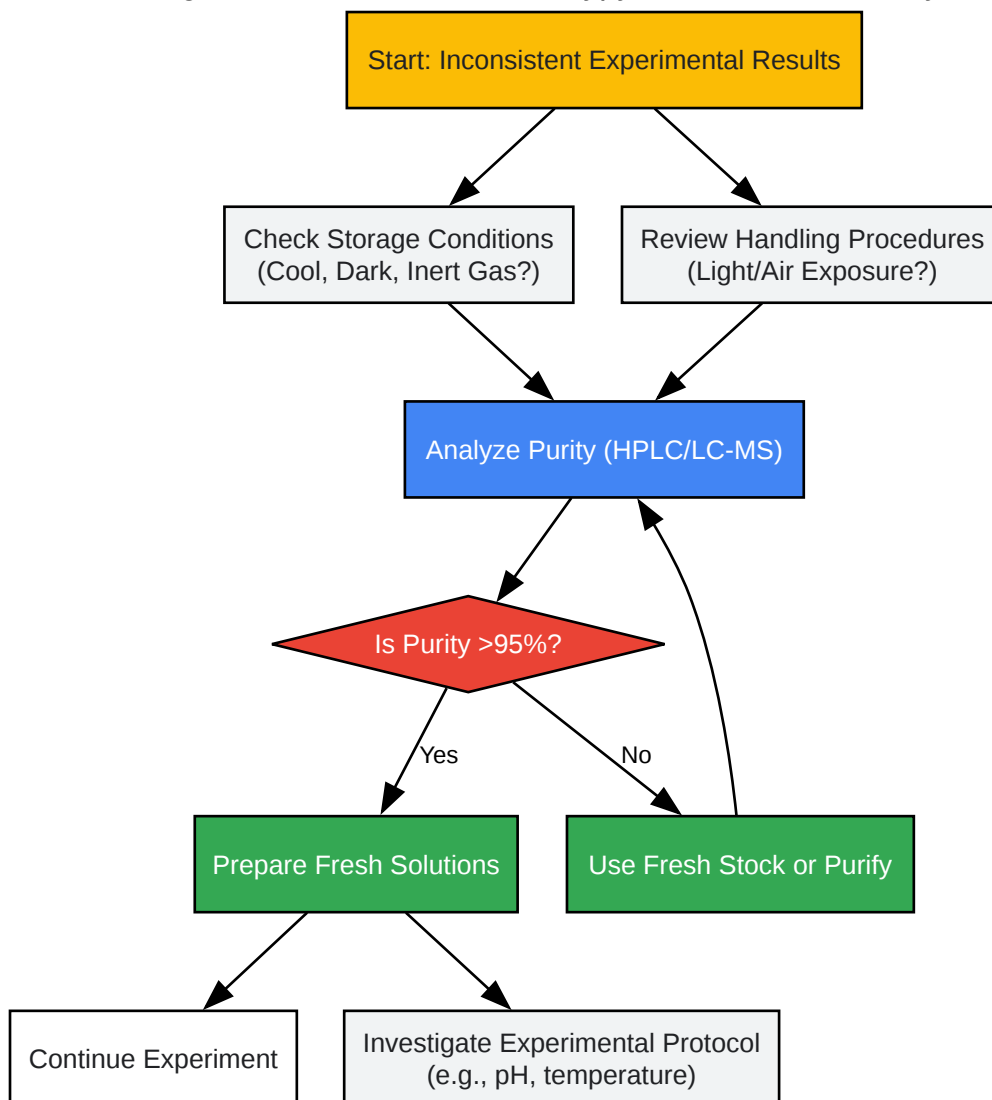 Start: Inconsistent Experimental Results
Check Storage Conditions
(Cool, Dark, Inert Gas?)
Review Handling Procedures
(Light/Air Exposure?)
Analyze Purity (HPLC/LC-MS)
Is Purity >95%?
Yes
No
Prepare Fresh Solutions
Use Fresh Stock or Purify
Continue Experiment
Investigate Experimental Protocol
(e.g., pH, temperature)